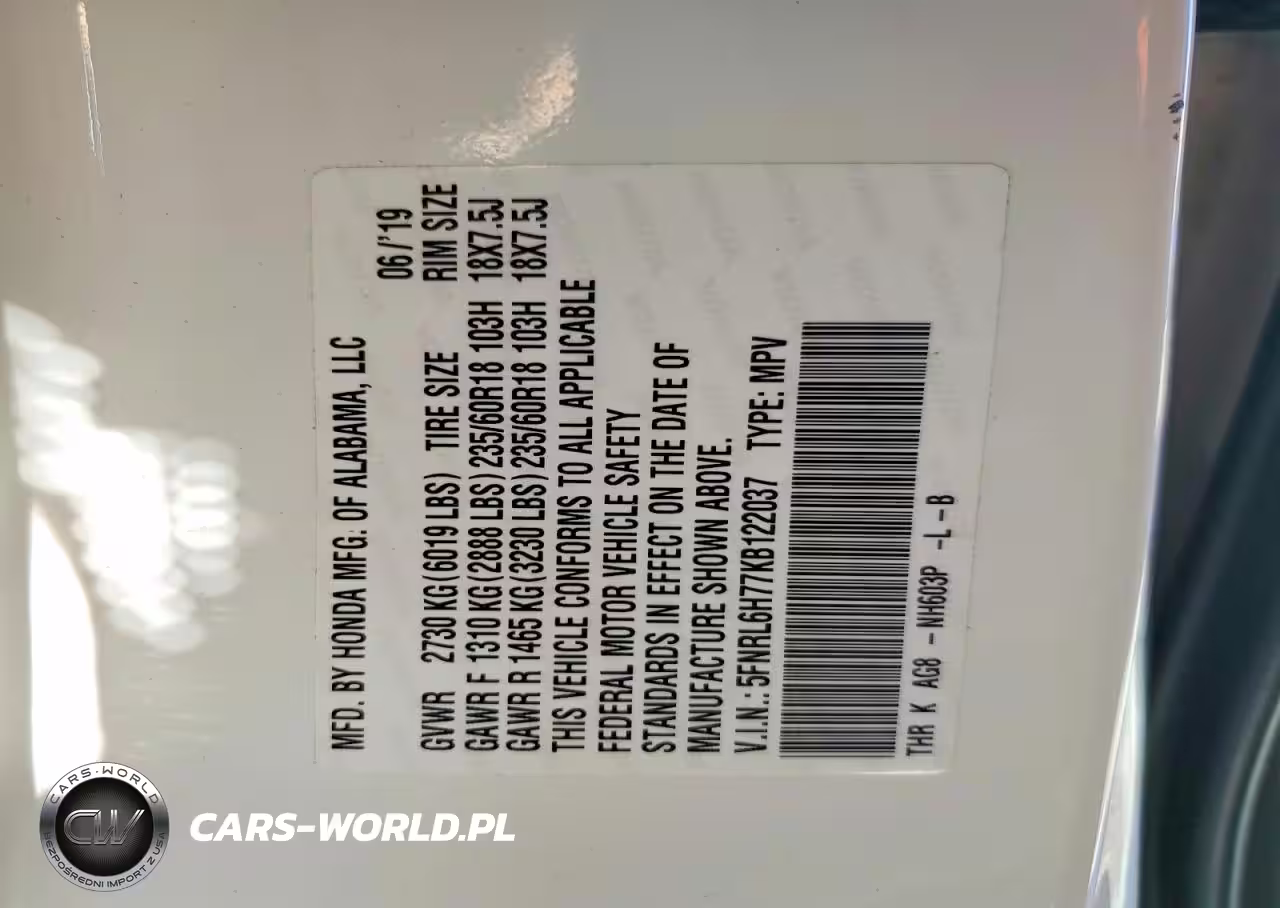 MFD. BY HONDA MFG. OF ALABAMA, LLC
06/'19
GVWR 2730 KG (6019 LBS) TIRE SIZE RIM SIZE
GAWR F 1310 KG (2888 LBS) 235/60R18 103H 18X7.5J
GAWR R 1465 KG (3230 LBS) 235/60R18 103H 18X7.5J
THIS VEHICLE CONFORMS TO ALL APPLICABLE
FEDERAL MOTOR VEHICLE SAFETY
STANDARDS IN EFFECT ON THE DATE OF
MANUFACTURE SHOWN ABOVE.
V.I.N.: 5FNRL6H77KB122037 TYPE: MPV
THR K AG8 - NH603P -L-B
CARS-WORLD
CW
BEZPOŚREDNI IMPORT Z USA
CARS-WORLD.PL